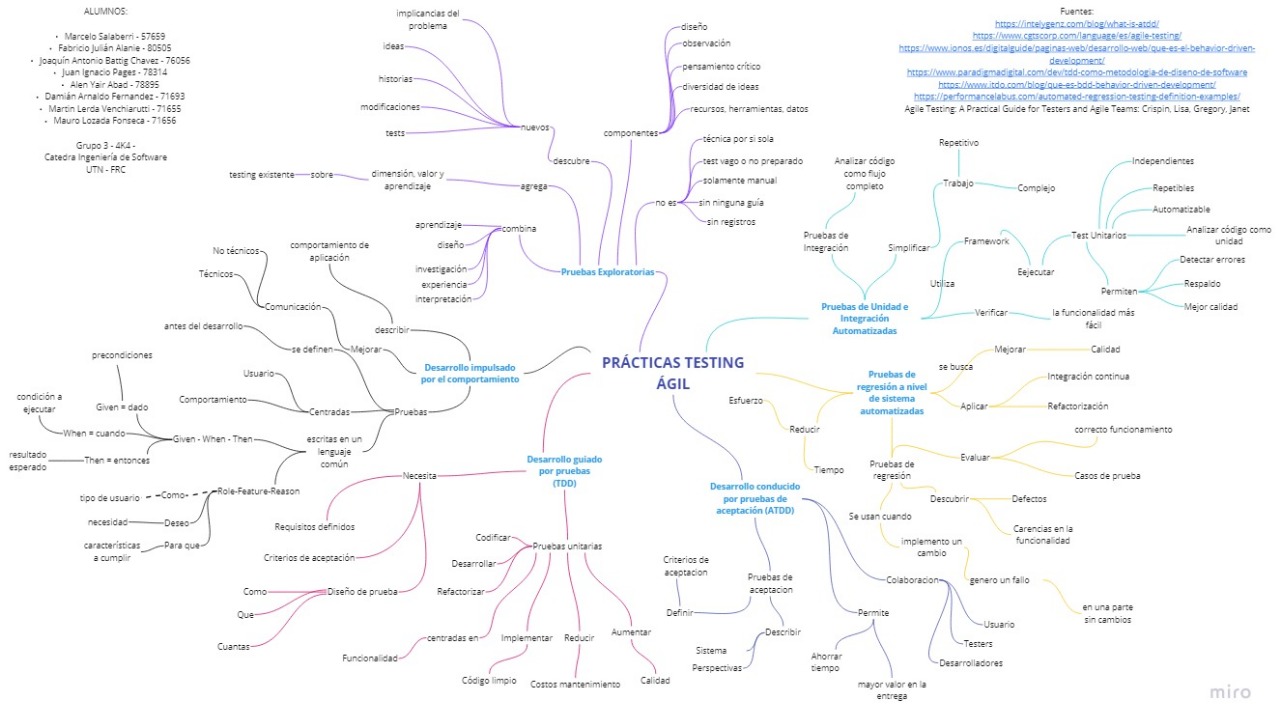 ALUMNOS:
• Marcelo Salaberri - 57659
• Fabricio Julián Alanie - 80505
• Joaquín Antonio Battig Chavez - 76056
• Juan Ignacio Pages - 78314
• Alen Yair Abad - 78895
• Damián Arnaldo Fernandez - 71693
• Martin Lerda Venchiarutti - 71655
• Mauro Lozada Fonseca - 71656
Grupo 3 - 4K4 -
Catedra Ingeniería de Software
UTN - FRC
Fuentes:
https://intelygenz.com/blog/what-is-atdd/
https://www.cgtscorp.com/language/es/agile-testing/
https://www.ionos.es/digitalguide/paginas-web/desarrollo-web/que-es-el-behavior-driven-
development/
https://www.paradigmadigital.com/dev/tdd-como-metodologia-de-diseno-de-software
https://www.itdo.com/blog/que-es-bdd-behavior-driven-development/
https://performancelabus.com/automated-regression-testing-definition-examples/
Agile Testing: A Practical Guide for Testers and Agile Teams: Crispin, Lisa, Gregory, Janet
PRÁCTICAS TESTING
ÁGIL
Pruebas Exploratorias
descubre
nuevos
implicancias del
problema
ideas
historias
modificaciones
tests
agrega
dimensión, valor y
aprendizaje
sobre
testing existente
combina
aprendizaje
diseño
investigación
experiencia
interpretación
componentes
diseño
observación
pensamiento crítico
diversidad de ideas
recursos, herramientas, datos
no es
técnica por si sola
test vago o no preparado
solamente manual
sin ninguna guía
sin registros
Pruebas de Unidad e
Integración
Automatizadas
Pruebas de
Integración
Analizar código
como flujo
completo
Simplificar
Trabajo
Repetitivo
Complejo
Utiliza
Framework
Eejecutar
Test Unitarios
Independientes
Repetibles
Automatizable
Analizar código como
unidad
Permiten
Detectar errores
Respaldo
Mejor calidad
Verificar
la funcionalidad más
fácil
Pruebas de
regresión a nivel
de sistema
automatizadas
se busca
Mejorar
Calidad
Aplicar
Integración continua
Refactorización
Reducir
Esfuerzo
Tiempo
Pruebas de
regresión
Evaluar
correcto funcionamiento
Casos de prueba
Descubrir
Defectos
Carencias en la
funcionalidad
Se usan cuando
implemento un
cambio
genero un fallo
en una parte
sin cambios
Desarrollo conducido
por pruebas de
aceptación (ATDD)
Pruebas de
aceptacion
Definir
Criterios de
aceptacion
Describir
Sistema
Perspectivas
Permite
Ahorrar
tiempo
mayor valor en la
entrega
Colaboracion
Usuario
Testers
Desarrolladores
Desarrollo guiado
por pruebas
(TDD)
Necesita
Requisitos definidos
Criterios de aceptación
Diseño de prueba
Como
Que
Cuantas
Pruebas unitarias
Codificar
Desarrollar
Refactorizar
centradas en
Funcionalidad
Implementar
Código limpio
Reducir
Costos mantenimiento
Aumentar
Calidad
Desarrollo impulsado
por el comportamiento
describir
comportamiento de
aplicación
Mejorar
Comunicación
No técnicos
Técnicos
Pruebas
se definen
antes del desarrollo
Centradas
Usuario
Comportamiento
escritas en un
lenguaje
común
Given - When - Then
Given = dado
precondiciones
When = cuando
condición a
ejecutar
Then = entonces
resultado
esperado
Role-Feature-Reason
Como
tipo de usuario
Deseo
necesidad
Para que
características
a cumplir
miro